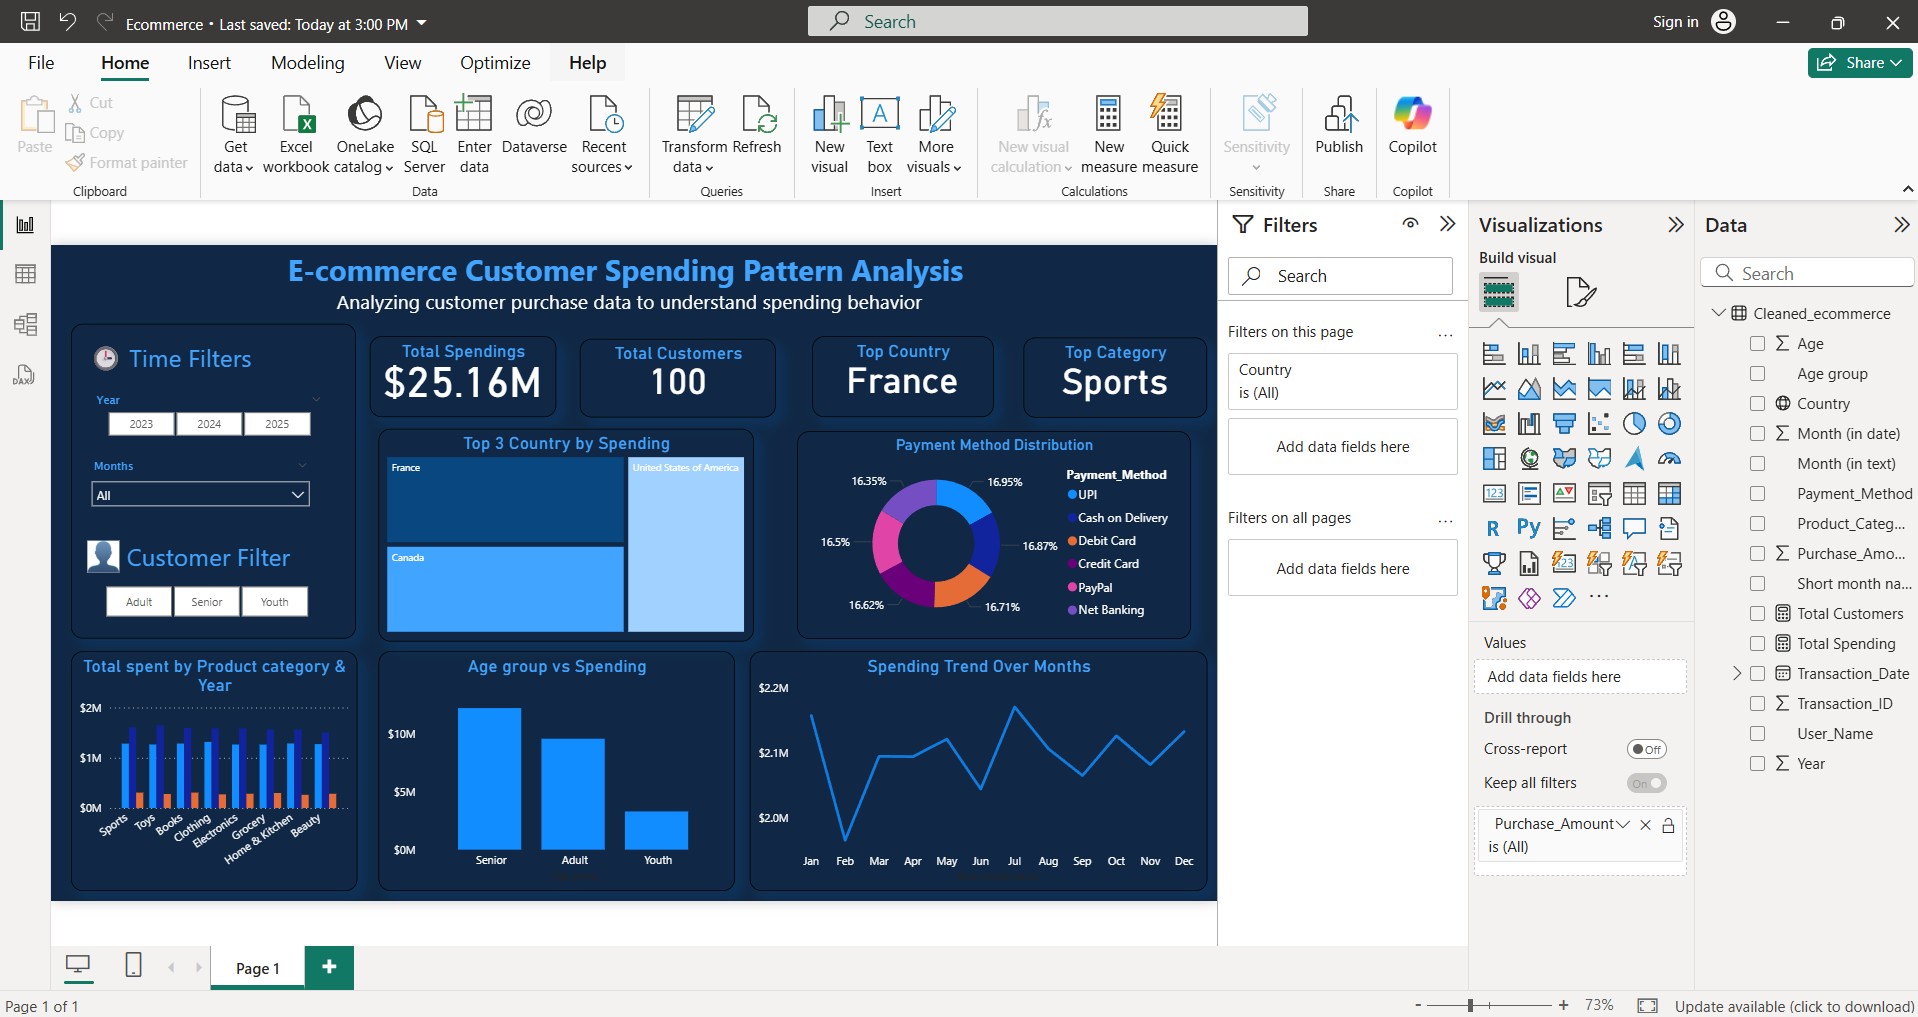 Ecommerce • Last saved: Today at 3:00 PM
Search
Sign in
File
Home
Insert
Modeling
View
Optimize
Help
Share
Paste
Cut
Copy
Format painter
Clipboard
Get data
Excel workbook
OneLake catalog
SQL Server
Enter data
Dataverse
Recent sources
Data
Transform data
Refresh
Queries
New visual
Text box
More visuals
Insert
New visual calculation
New measure
Quick measure
Calculations
Sensitivity
Sensitivity
Publish
Share
Copilot
Copilot
E-commerce Customer Spending Pattern Analysis
Analyzing customer purchase data to understand spending behavior
Time Filters
Year
2023
2024
2025
Months
All
Customer Filter
Adult
Senior
Youth
Total Spendings
$25.16M
Total Customers
100
Top Country
France
Top Category
Sports
Top 3 Country by Spending
France
United States of America
Canada
Payment Method Distribution
16.95%
16.87%
16.71%
16.62%
16.5%
16.35%
Payment_Method
UPI
Cash on Delivery
Debit Card
Credit Card
PayPal
Net Banking
Total spent by Product category &
Year
$2M
$1M
$0M
Sports
Toys
Books
Clothing
Electronics
Grocery
Home & Kitchen
Beauty
Age group vs Spending
$10M
$5M
$0M
Senior
Adult
Youth
Spending Trend Over Months
$2.2M
$2.1M
$2.0M
Jan Feb Mar Apr May Jun Jul Aug Sep Oct Nov Dec
Filters
Search
Filters on this page
...
Country
is (All)
Add data fields here
Filters on all pages
...
Add data fields here
Visualizations
Build visual
123
R
Py
123
...
Values
Add data fields here
Drill through
Cross-report
Off
Keep all filters
On
Purchase_Amount
is (All)
Data
Search
Cleaned_ecommerce
Age
Age group
Country
Month (in date)
Month (in text)
Payment_Method
Product_Categ...
Purchase_Amo...
Short month na...
Total Customers
Total Spending
Transaction_Date
Transaction_ID
User_Name
Year
Page 1
Page 1 of 1
- + 73%
Update available (click to download)